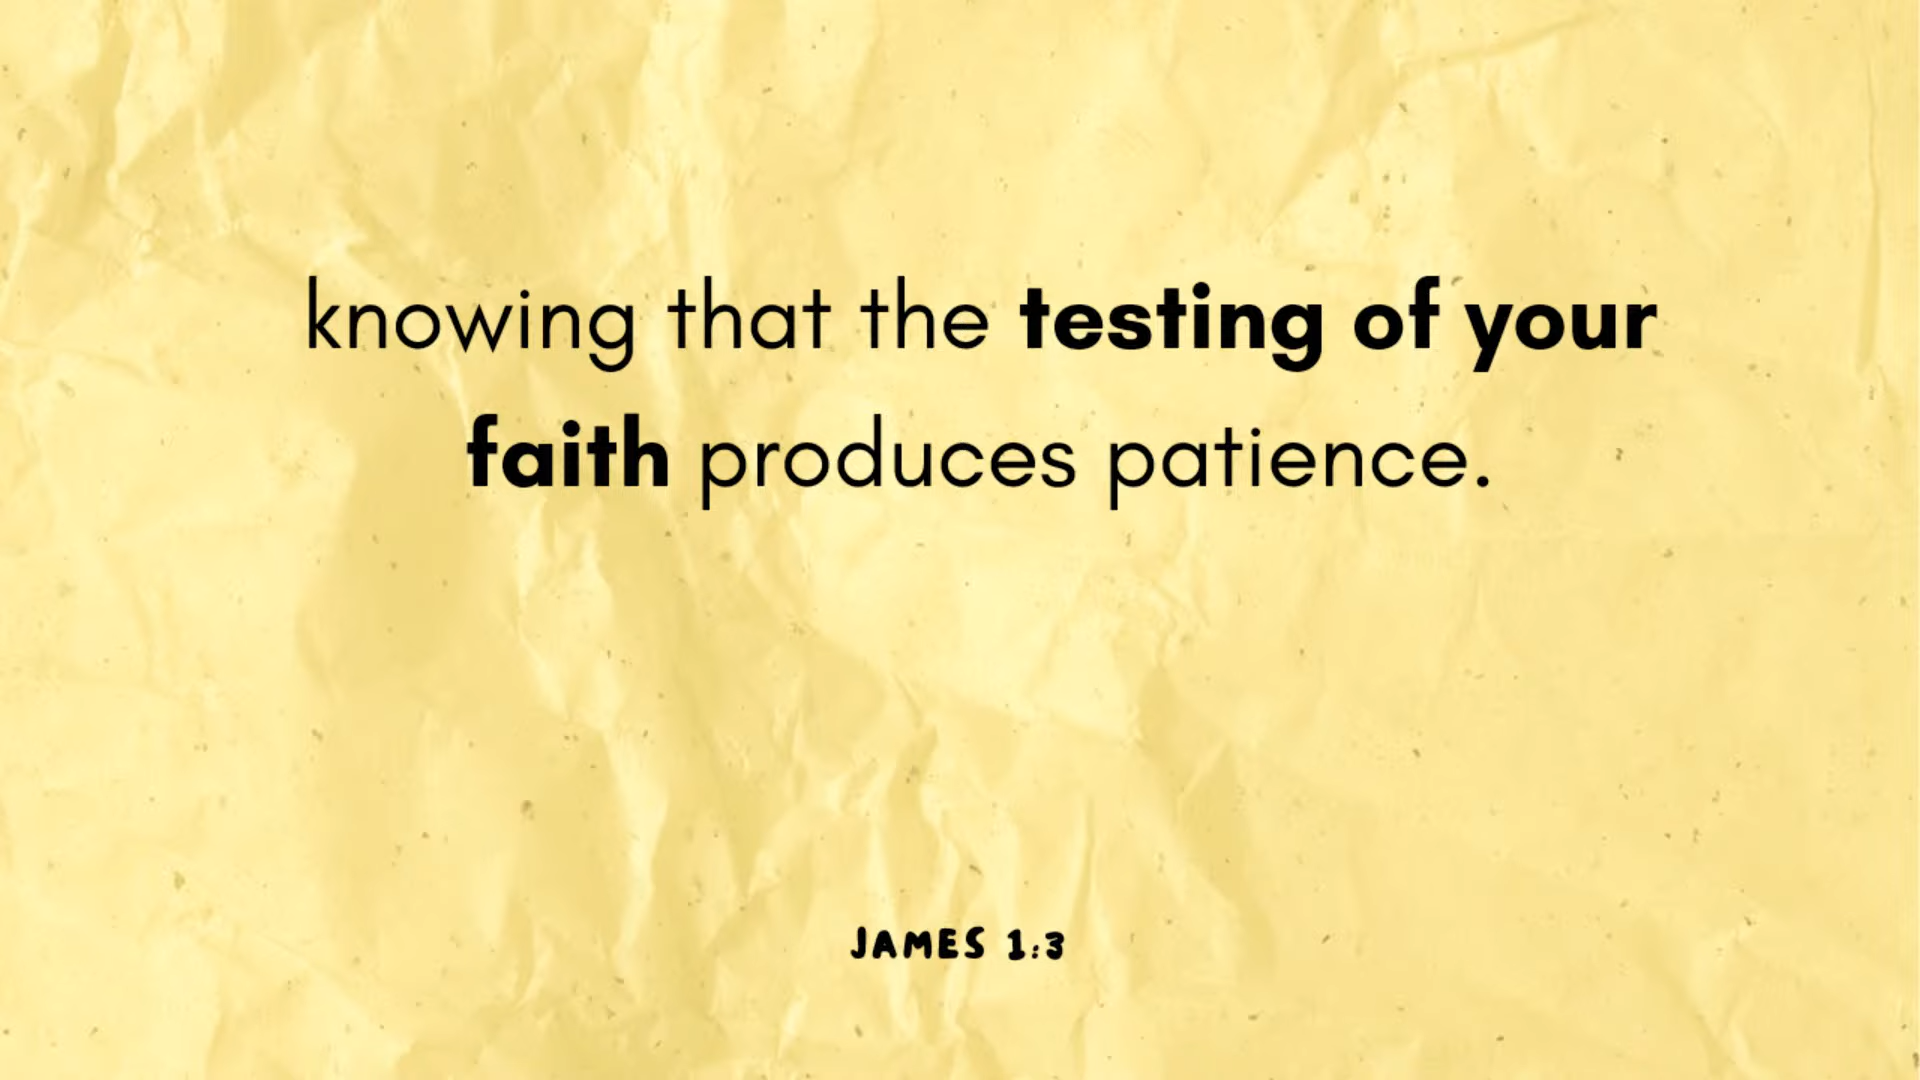 knowing that the testing of your
faith produces patience.
JAMES 1:3